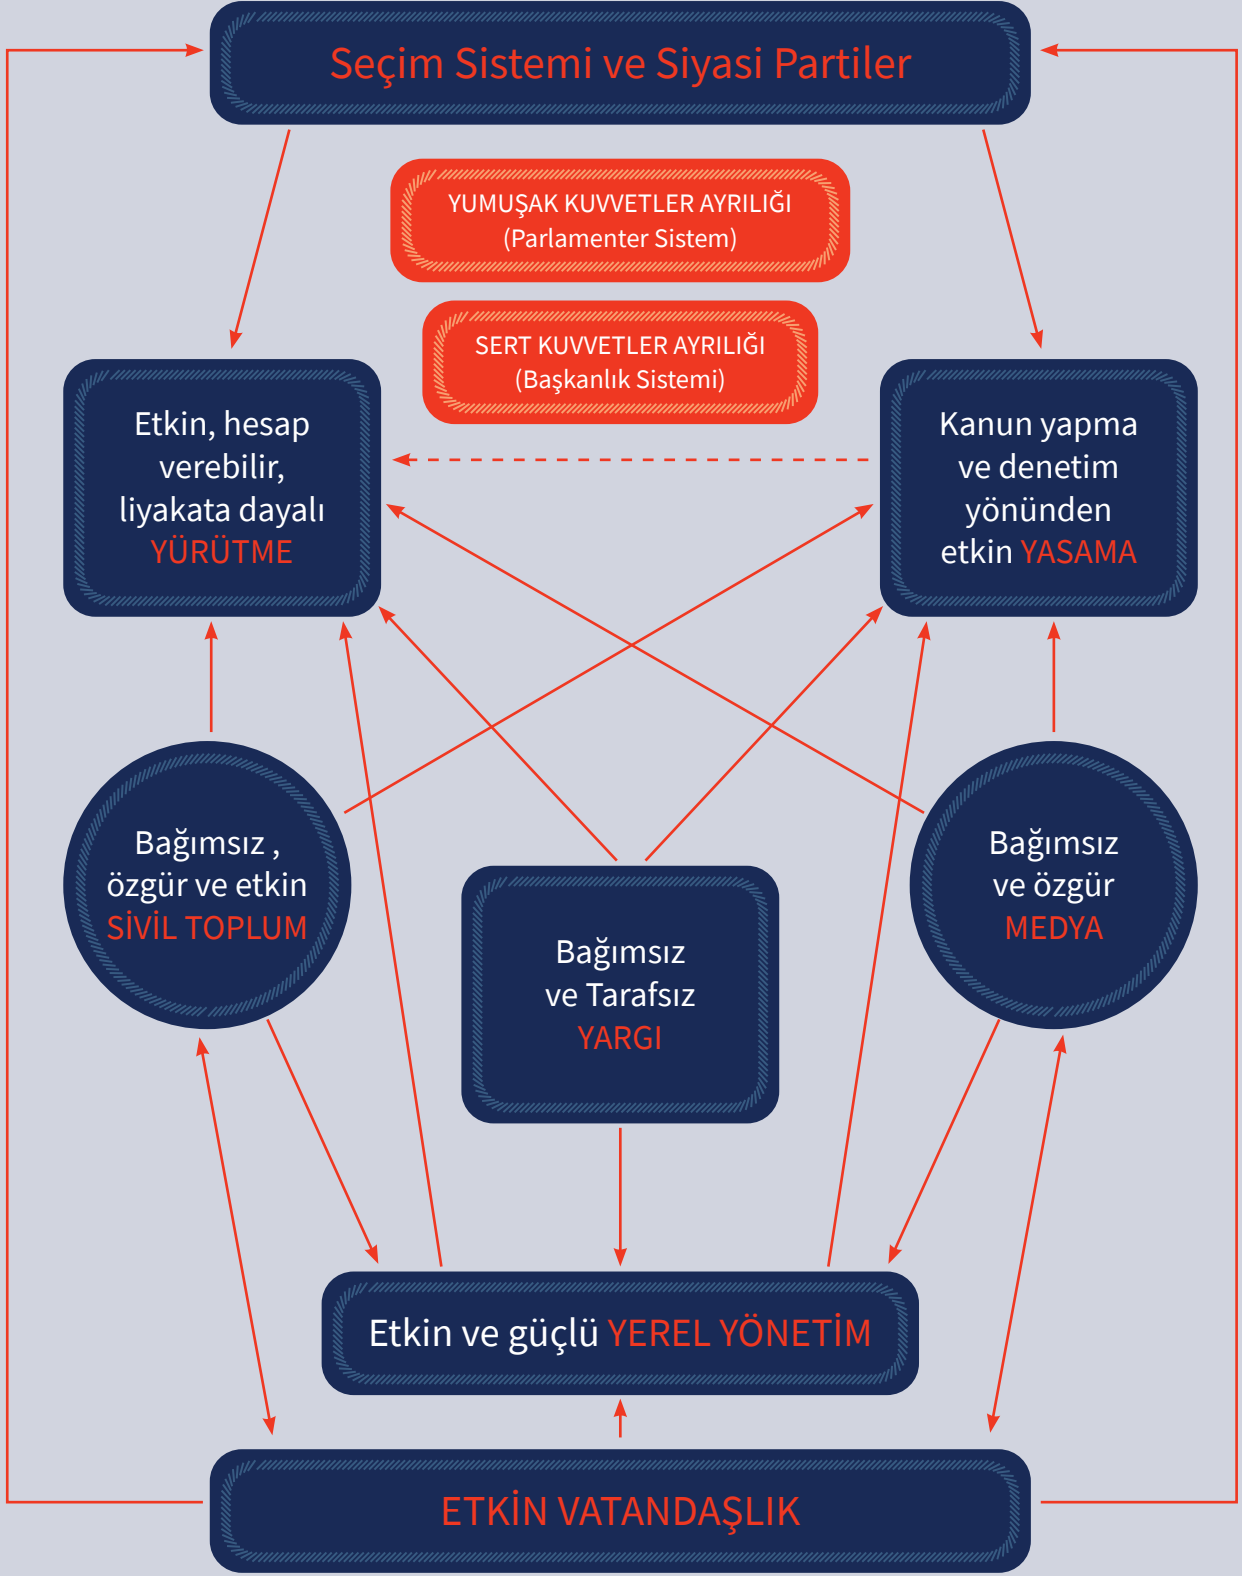 Seçim Sistemi ve Siyasi Partiler
YUMUŞAK KUVVETLER AYRILIĞI
(Parlamenter Sistem)
SERT KUVVETLER AYRILIĞI
(Başkanlık Sistemi)
Etkin, hesap
verebilir,
liyakata dayalı
YÜRÜTME
Kanun yapma
ve denetim
yönünden
etkin YASAMA
Bağımsız ,
özgür ve etkin
SİVİL TOPLUM
Bağımsız
ve Tarafsız
YARGI
Bağımsız
ve özgür
MEDYA
Etkin ve güçlü YEREL YÖNETİM
ETKİN VATANDAŞLIK